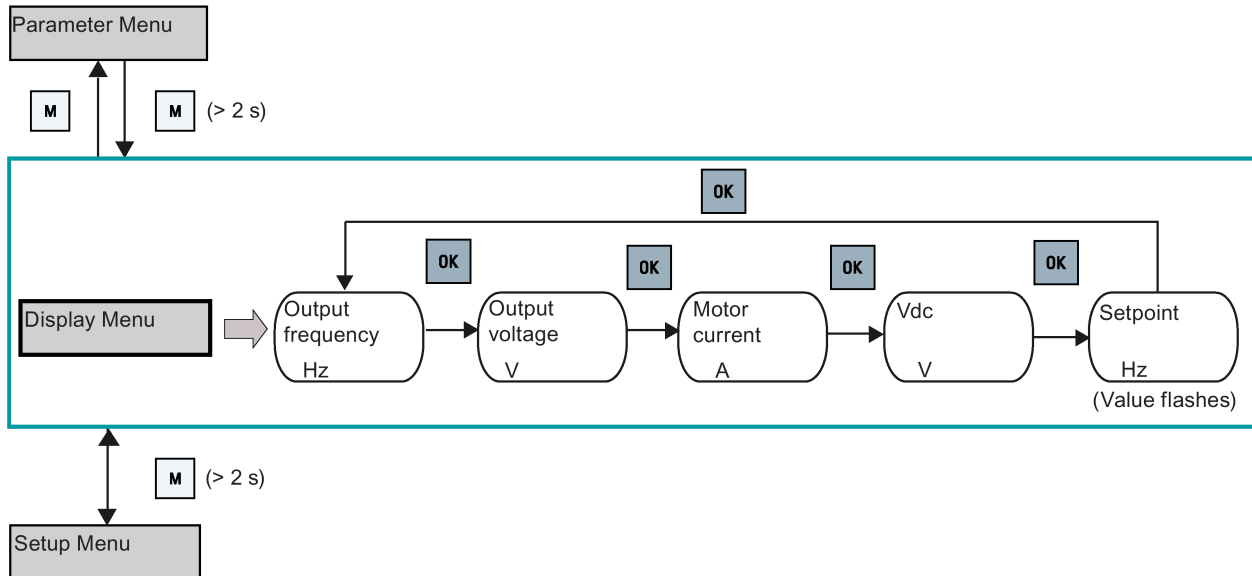 Parameter Menu
M
M (> 2 s)
OK
OK
OK
OK
OK
Display Menu
Output
frequency
Hz
Output
voltage
V
Motor
current
A
Vdc
V
Setpoint
Hz
(Value flashes)
M (> 2 s)
Setup Menu